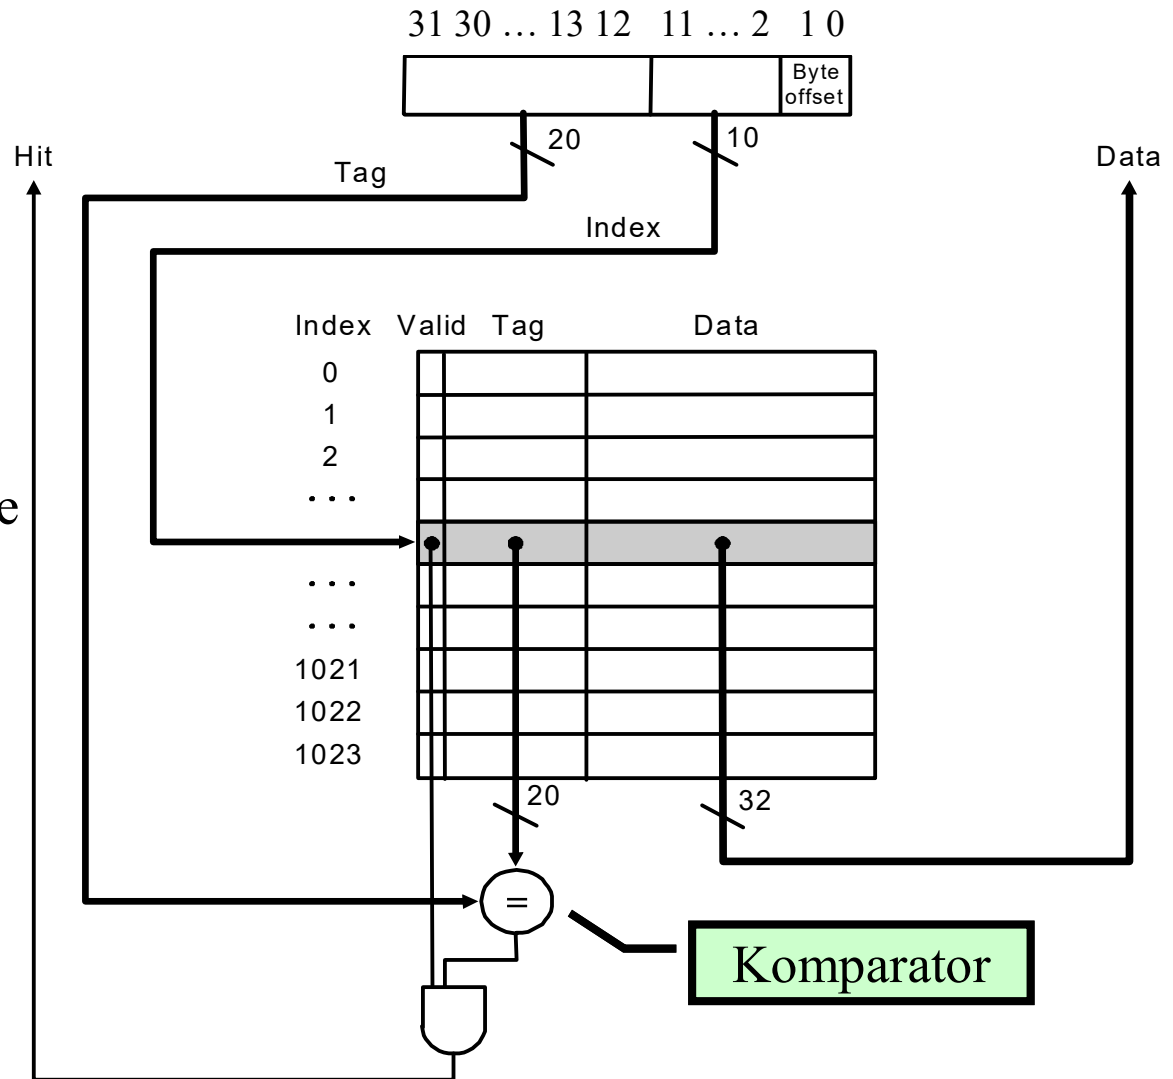 31 30 … 13 12 11 … 2 1 0
Byte
offset
20 10
Hit Data
Tag
Index
Index Valid Tag Data
0
1
2
...
e
...
...
1021
1022
1023
20 32
=
Komparator